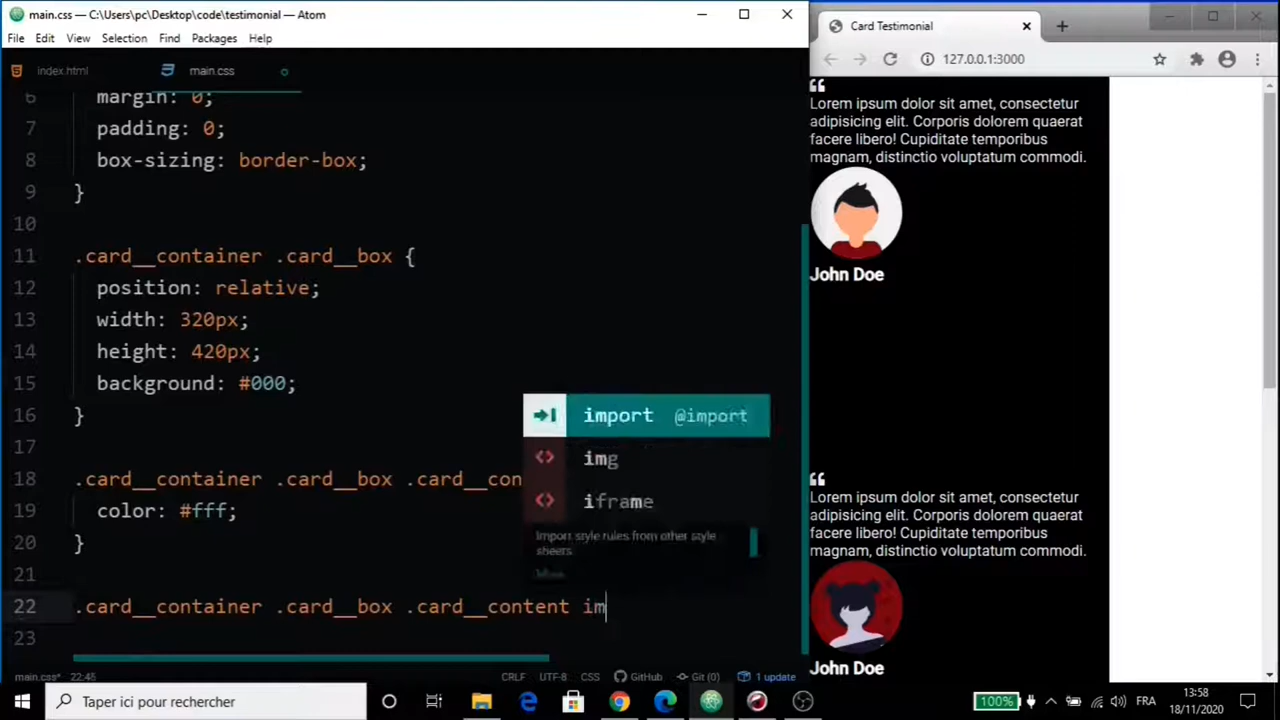 main.css — C:\Users\pc\Desktop\code\testimonial — Atom
File Edit View Selection Find Packages Help
index.html main.css
6 margin: 0;
7 padding: 0;
8 box-sizing: border-box;
9 }
10
11 .card__container .card__box {
12 position: relative;
13 width: 320px;
14 height: 420px;
15 background: #000;
16 }
17
18 .card__container .card__box .card__con
19 color: #fff;
20 }
21
22 .card__container .card__box .card__content im
23
import @import
img
iframe
Import style rules from other style
sheets
More
main.css* 22:45 CRLF UTF-8 CSS GitHub Git (0) 1 update
Card Testimonial
127.0.0.1:3000
❝
Lorem ipsum dolor sit amet, consectetur
adipisicing elit. Corporis dolorem quaerat
facere libero! Cupiditate temporibus
magnam, distinctio voluptatum commodi.
John Doe
❝
Lorem ipsum dolor sit amet, consectetur
adipisicing elit. Corporis dolorem quaerat
facere libero! Cupiditate temporibus
magnam, distinctio voluptatum commodi.
John Doe
Taper ici pour rechercher
100% FRA 13:58
18/11/2020